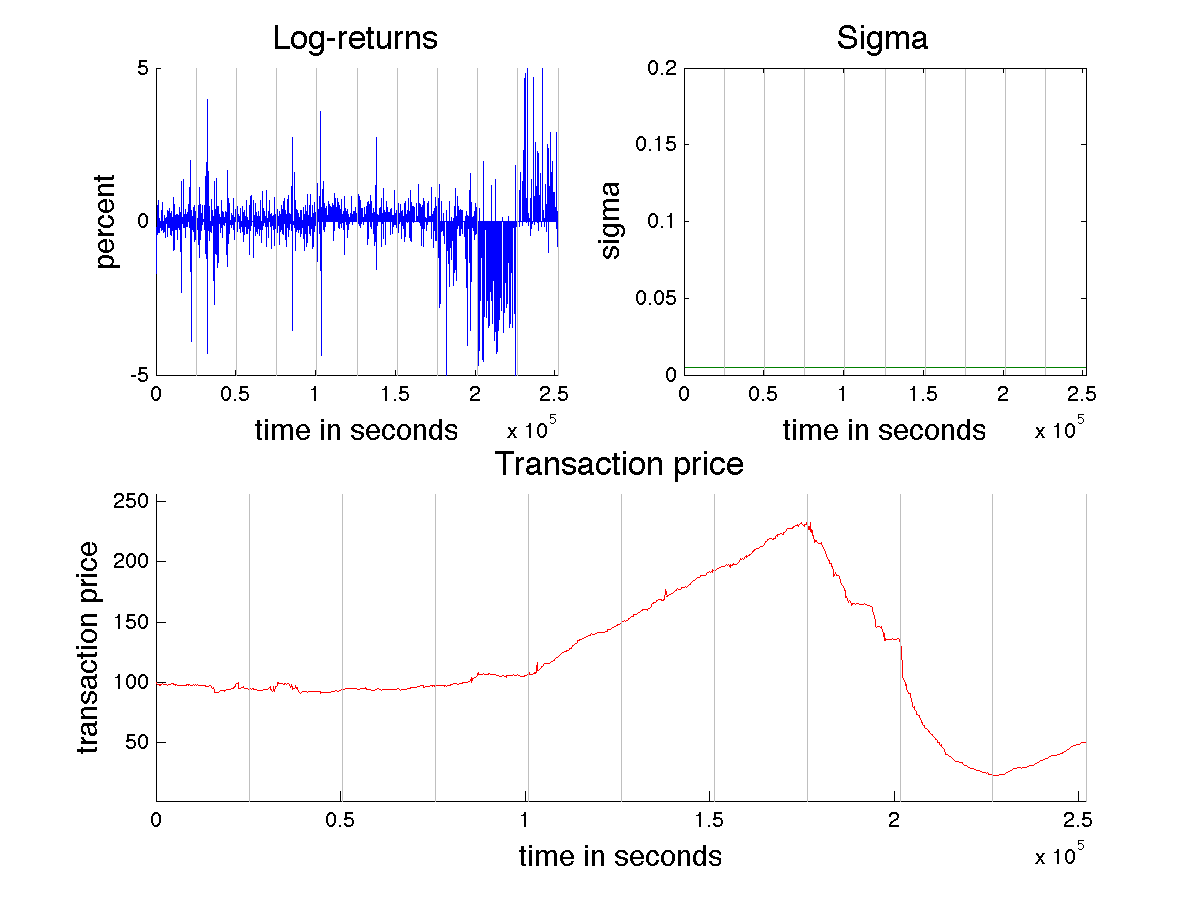 Log-returns
percent
5
0
-5
0 0.5 1 1.5 2 2.5
x 10^5
time in seconds
Sigma
sigma
0.2
0.15
0.1
0.05
0
0 0.5 1 1.5 2 2.5
x 10^5
time in seconds
Transaction price
transaction price
250
200
150
100
50
0 0.5 1 1.5 2 2.5
x 10^5
time in seconds